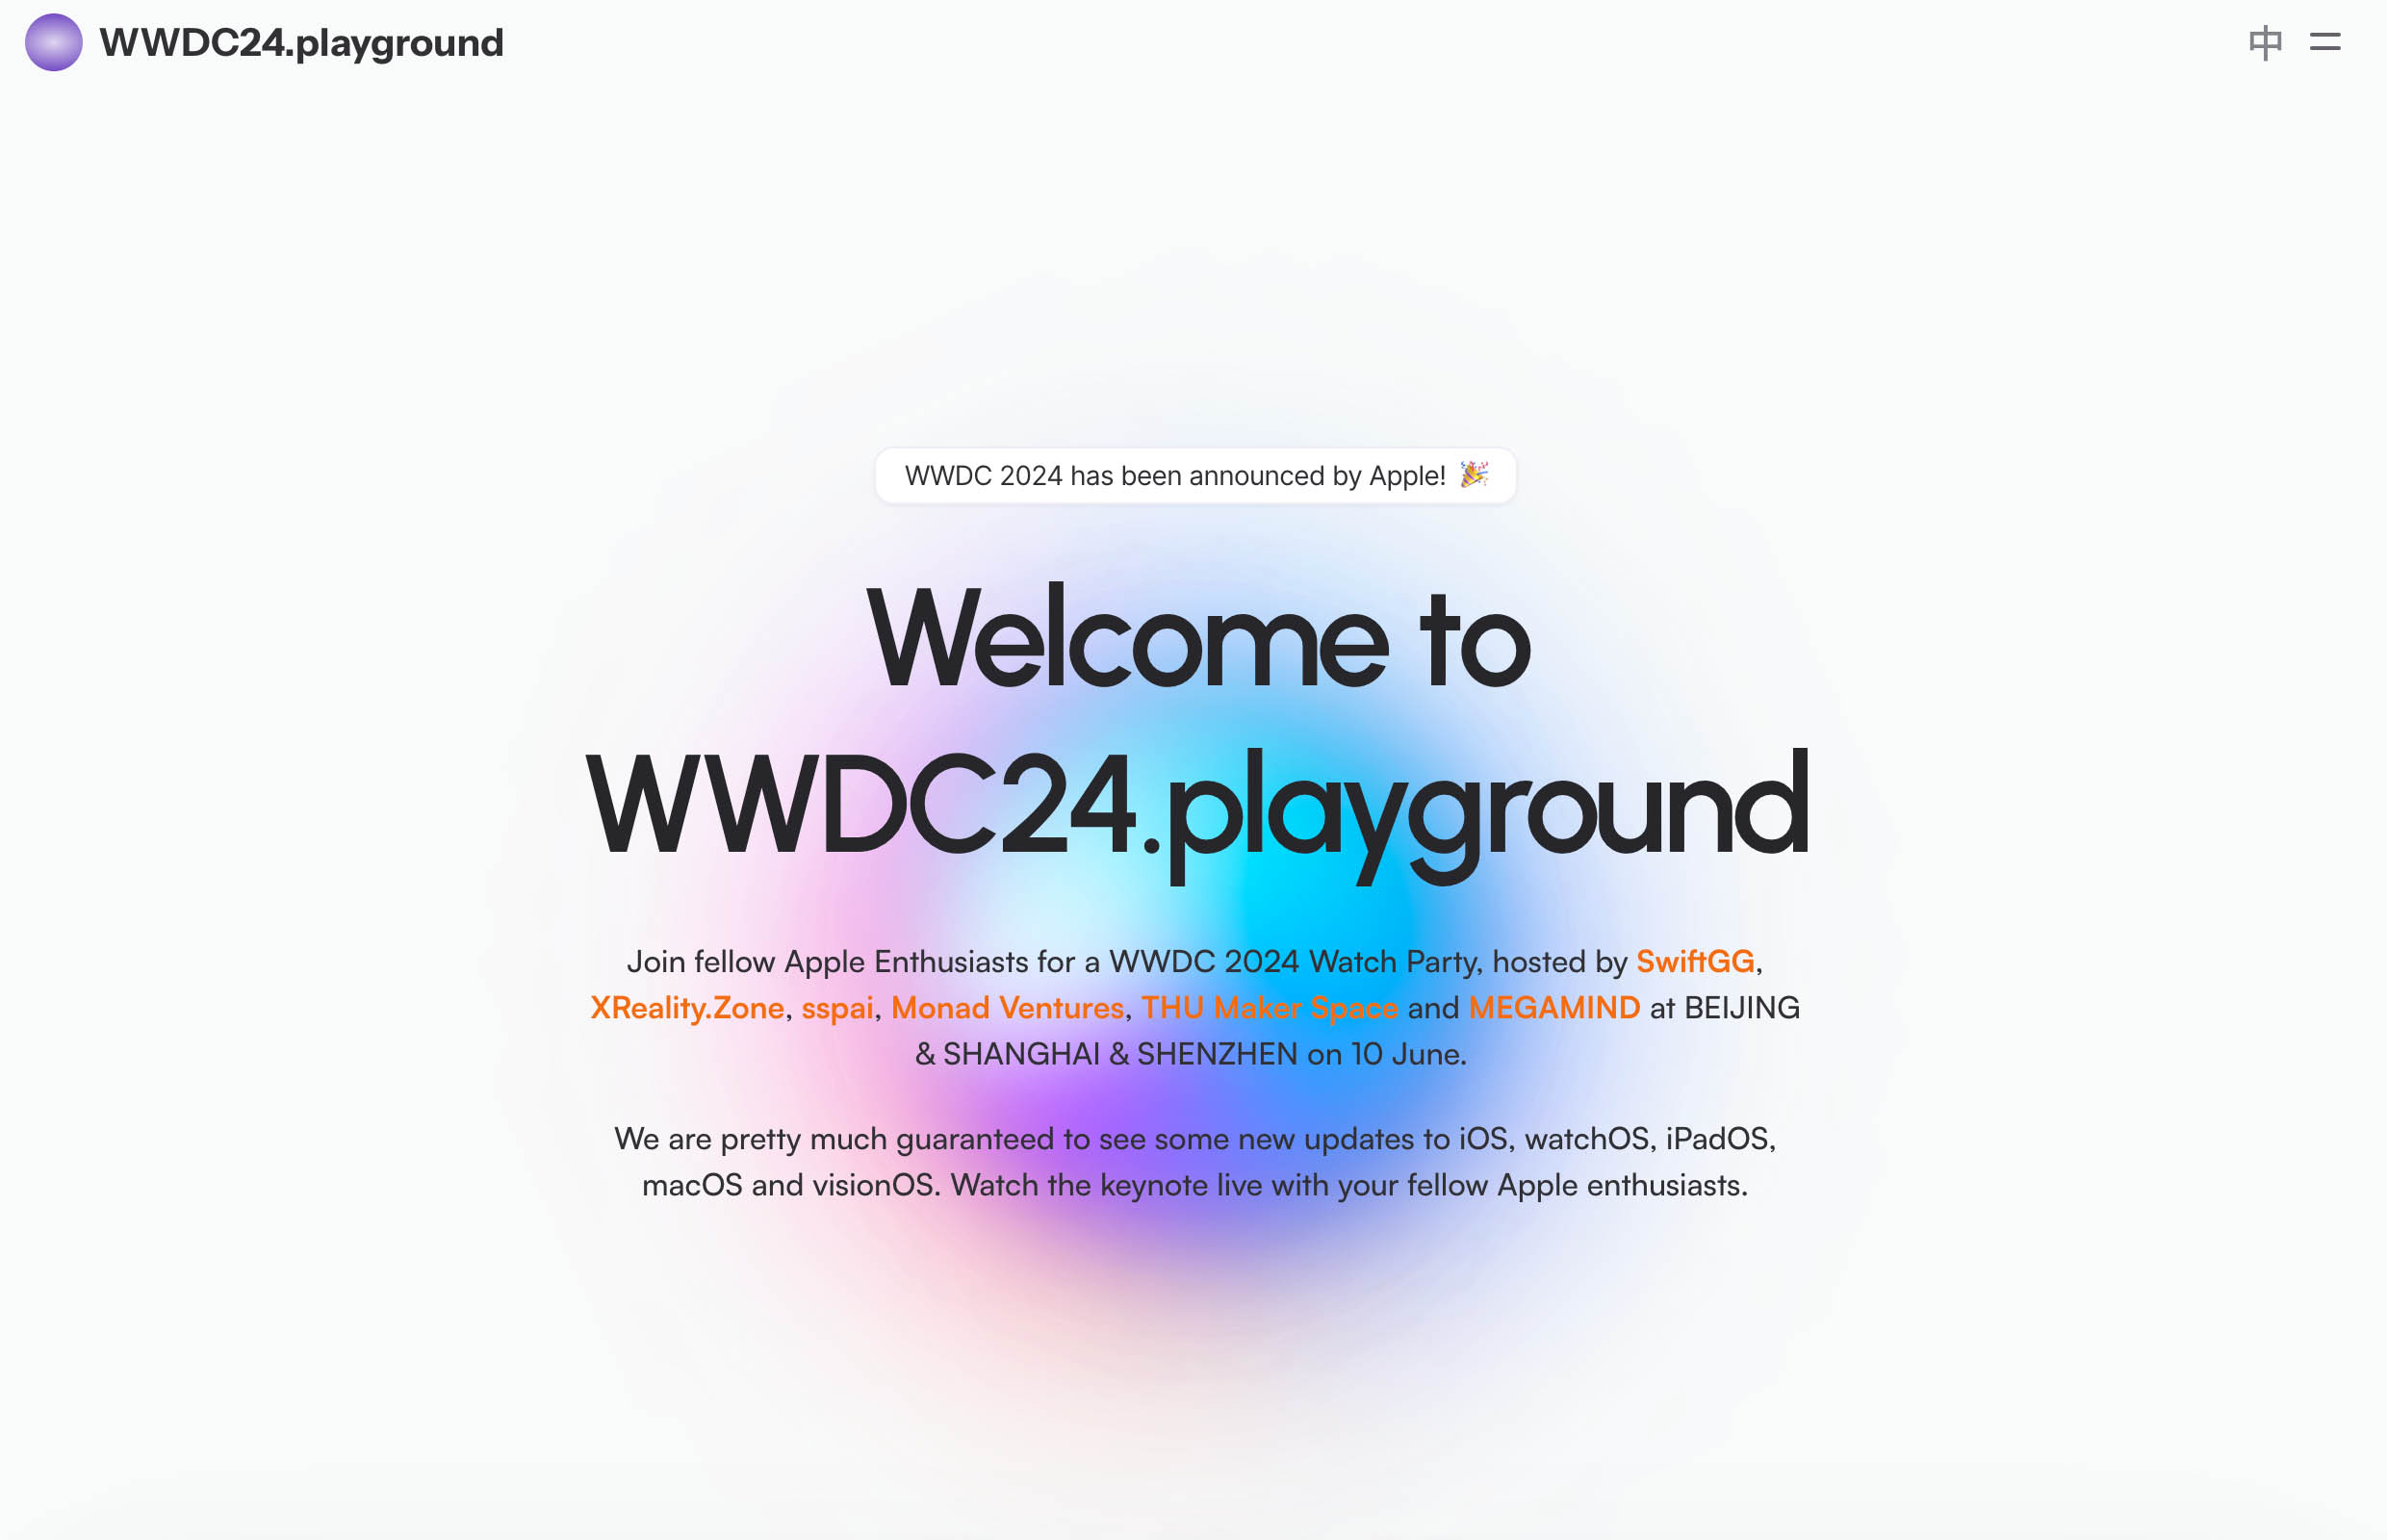 WWDC24.playground
中
WWDC 2024 has been announced by Apple! 🎉
Welcome to
WWDC24.playground
Join fellow Apple Enthusiasts for a WWDC 2024 Watch Party, hosted by SwiftGG,
XReality.Zone, sspai, Monad Ventures, THU Maker Space and MEGAMIND at BEIJING
& SHANGHAI & SHENZHEN on 10 June.
We are pretty much guaranteed to see some new updates to iOS, watchOS, iPadOS,
macOS and visionOS. Watch the keynote live with your fellow Apple enthusiasts.